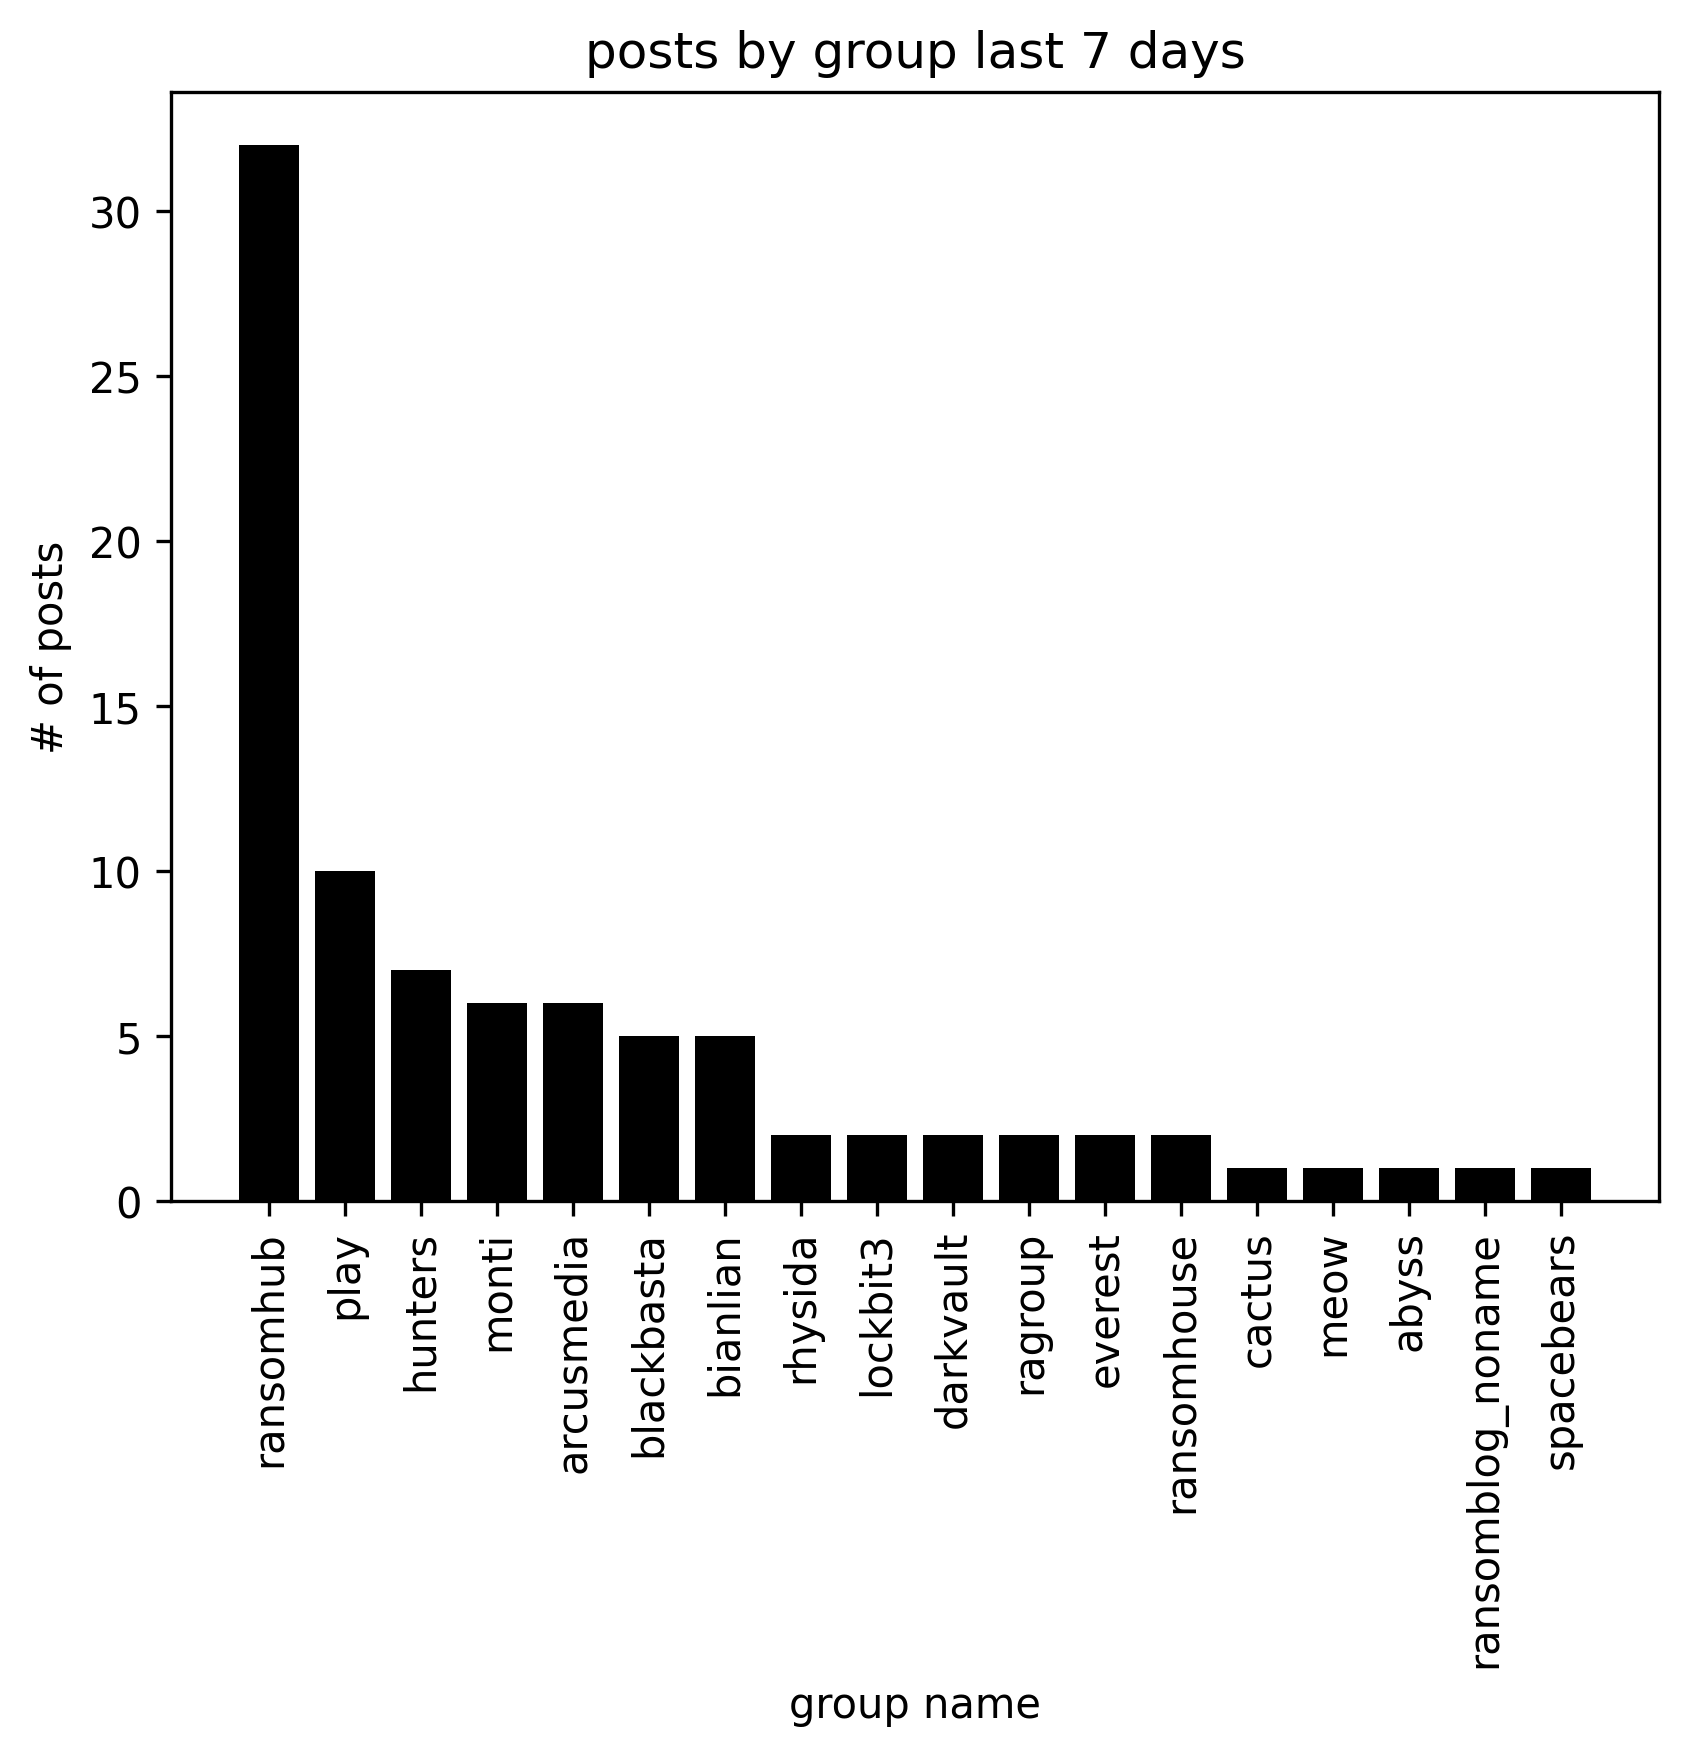 posts by group last 7 days
# of posts
30
25
20
15
10
5
0
ransomhub
play
hunters
monti
arcusmedia
blackbasta
bianlian
rhysida
lockbit3
darkvault
ragroup
everest
ransomhouse
cactus
meow
abyss
ransomblog_noname
spacebears
group name